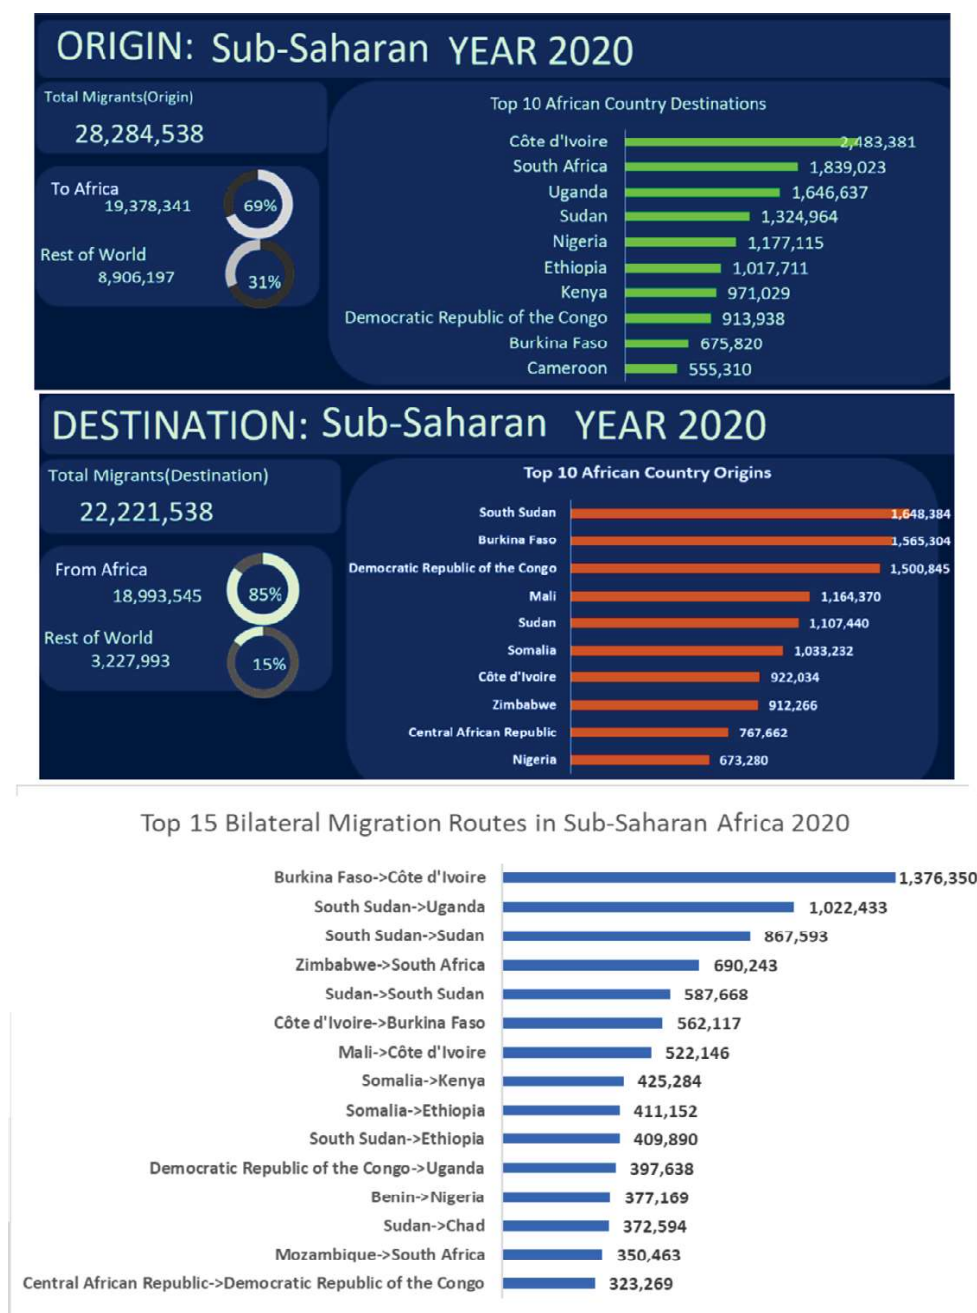 ORIGIN: Sub-Saharan YEAR 2020
Total Migrants(Origin)
28,284,538
To Africa
19,378,341
69%
Rest of World
8,906,197
31%
Top 10 African Country Destinations
Côte d'Ivoire 2,483,381
South Africa 1,839,023
Uganda 1,646,637
Sudan 1,324,964
Nigeria 1,177,115
Ethiopia 1,017,711
Kenya 971,029
Democratic Republic of the Congo 913,938
Burkina Faso 675,820
Cameroon 555,310
DESTINATION: Sub-Saharan YEAR 2020
Total Migrants(Destination)
22,221,538
From Africa
18,993,545
85%
Rest of World
3,227,993
15%
Top 10 African Country Origins
South Sudan 1,648,384
Burkina Faso 1,565,304
Democratic Republic of the Congo 1,500,845
Mali 1,164,370
Sudan 1,107,440
Somalia 1,033,232
Côte d'Ivoire 922,034
Zimbabwe 912,266
Central African Republic 767,662
Nigeria 673,280
Top 15 Bilateral Migration Routes in Sub-Saharan Africa 2020
Burkina Faso->Côte d'Ivoire 1,376,350
South Sudan->Uganda 1,022,433
South Sudan->Sudan 867,593
Zimbabwe->South Africa 690,243
Sudan->South Sudan 587,668
Côte d'Ivoire->Burkina Faso 562,117
Mali->Côte d'Ivoire 522,146
Somalia->Kenya 425,284
Somalia->Ethiopia 411,152
South Sudan->Ethiopia 409,890
Democratic Republic of the Congo->Uganda 397,638
Benin->Nigeria 377,169
Sudan->Chad 372,594
Mozambique->South Africa 350,463
Central African Republic->Democratic Republic of the Congo 323,269